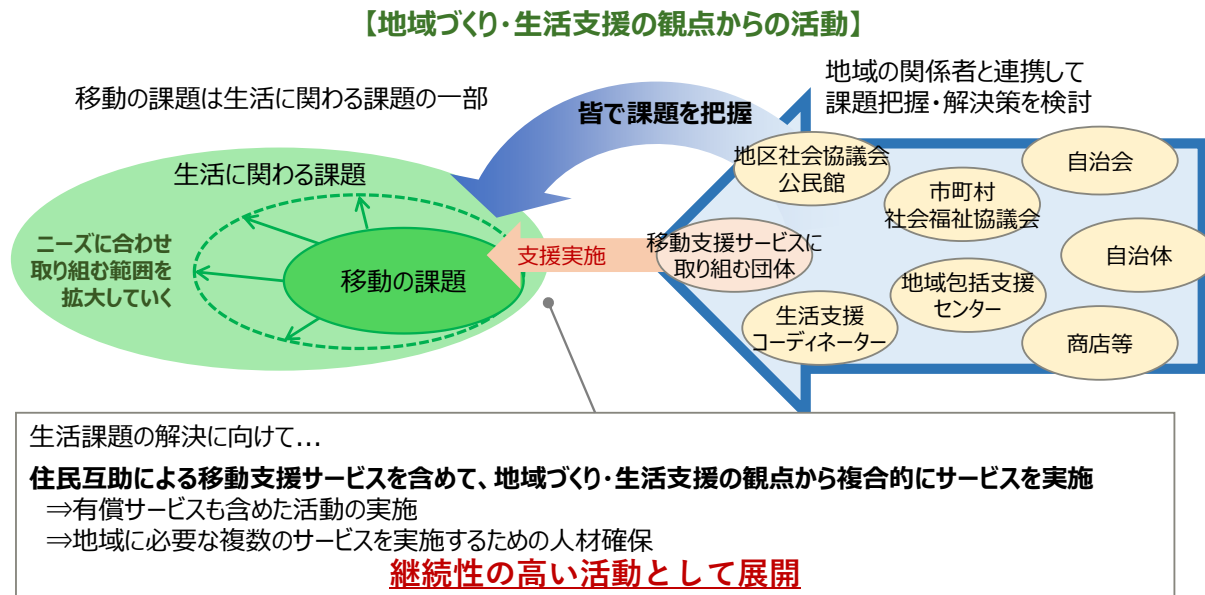 【地域づくり・生活支援の観点からの活動】
移動の課題は生活に関わる課題の一部
地域の関係者と連携して
課題把握・解決策を検討
皆で課題を把握
生活に関わる課題
ニーズに合わせ
取り組む範囲を
拡大していく
移動の課題
支援実施
移動支援サービスに
取り組む団体
地区社会協議会
公民館
市町村
社会福祉協議会
自治会
自治体
地域包括支援
センター
生活支援
コーディネーター
商店等
生活課題の解決に向けて…
住民互助による移動支援サービスを含めて、地域づくり・生活支援の観点から複合的にサービスを実施
⇒有償サービスも含めた活動の実施
⇒地域に必要な複数のサービスを実施するための人材確保
継続性の高い活動として展開